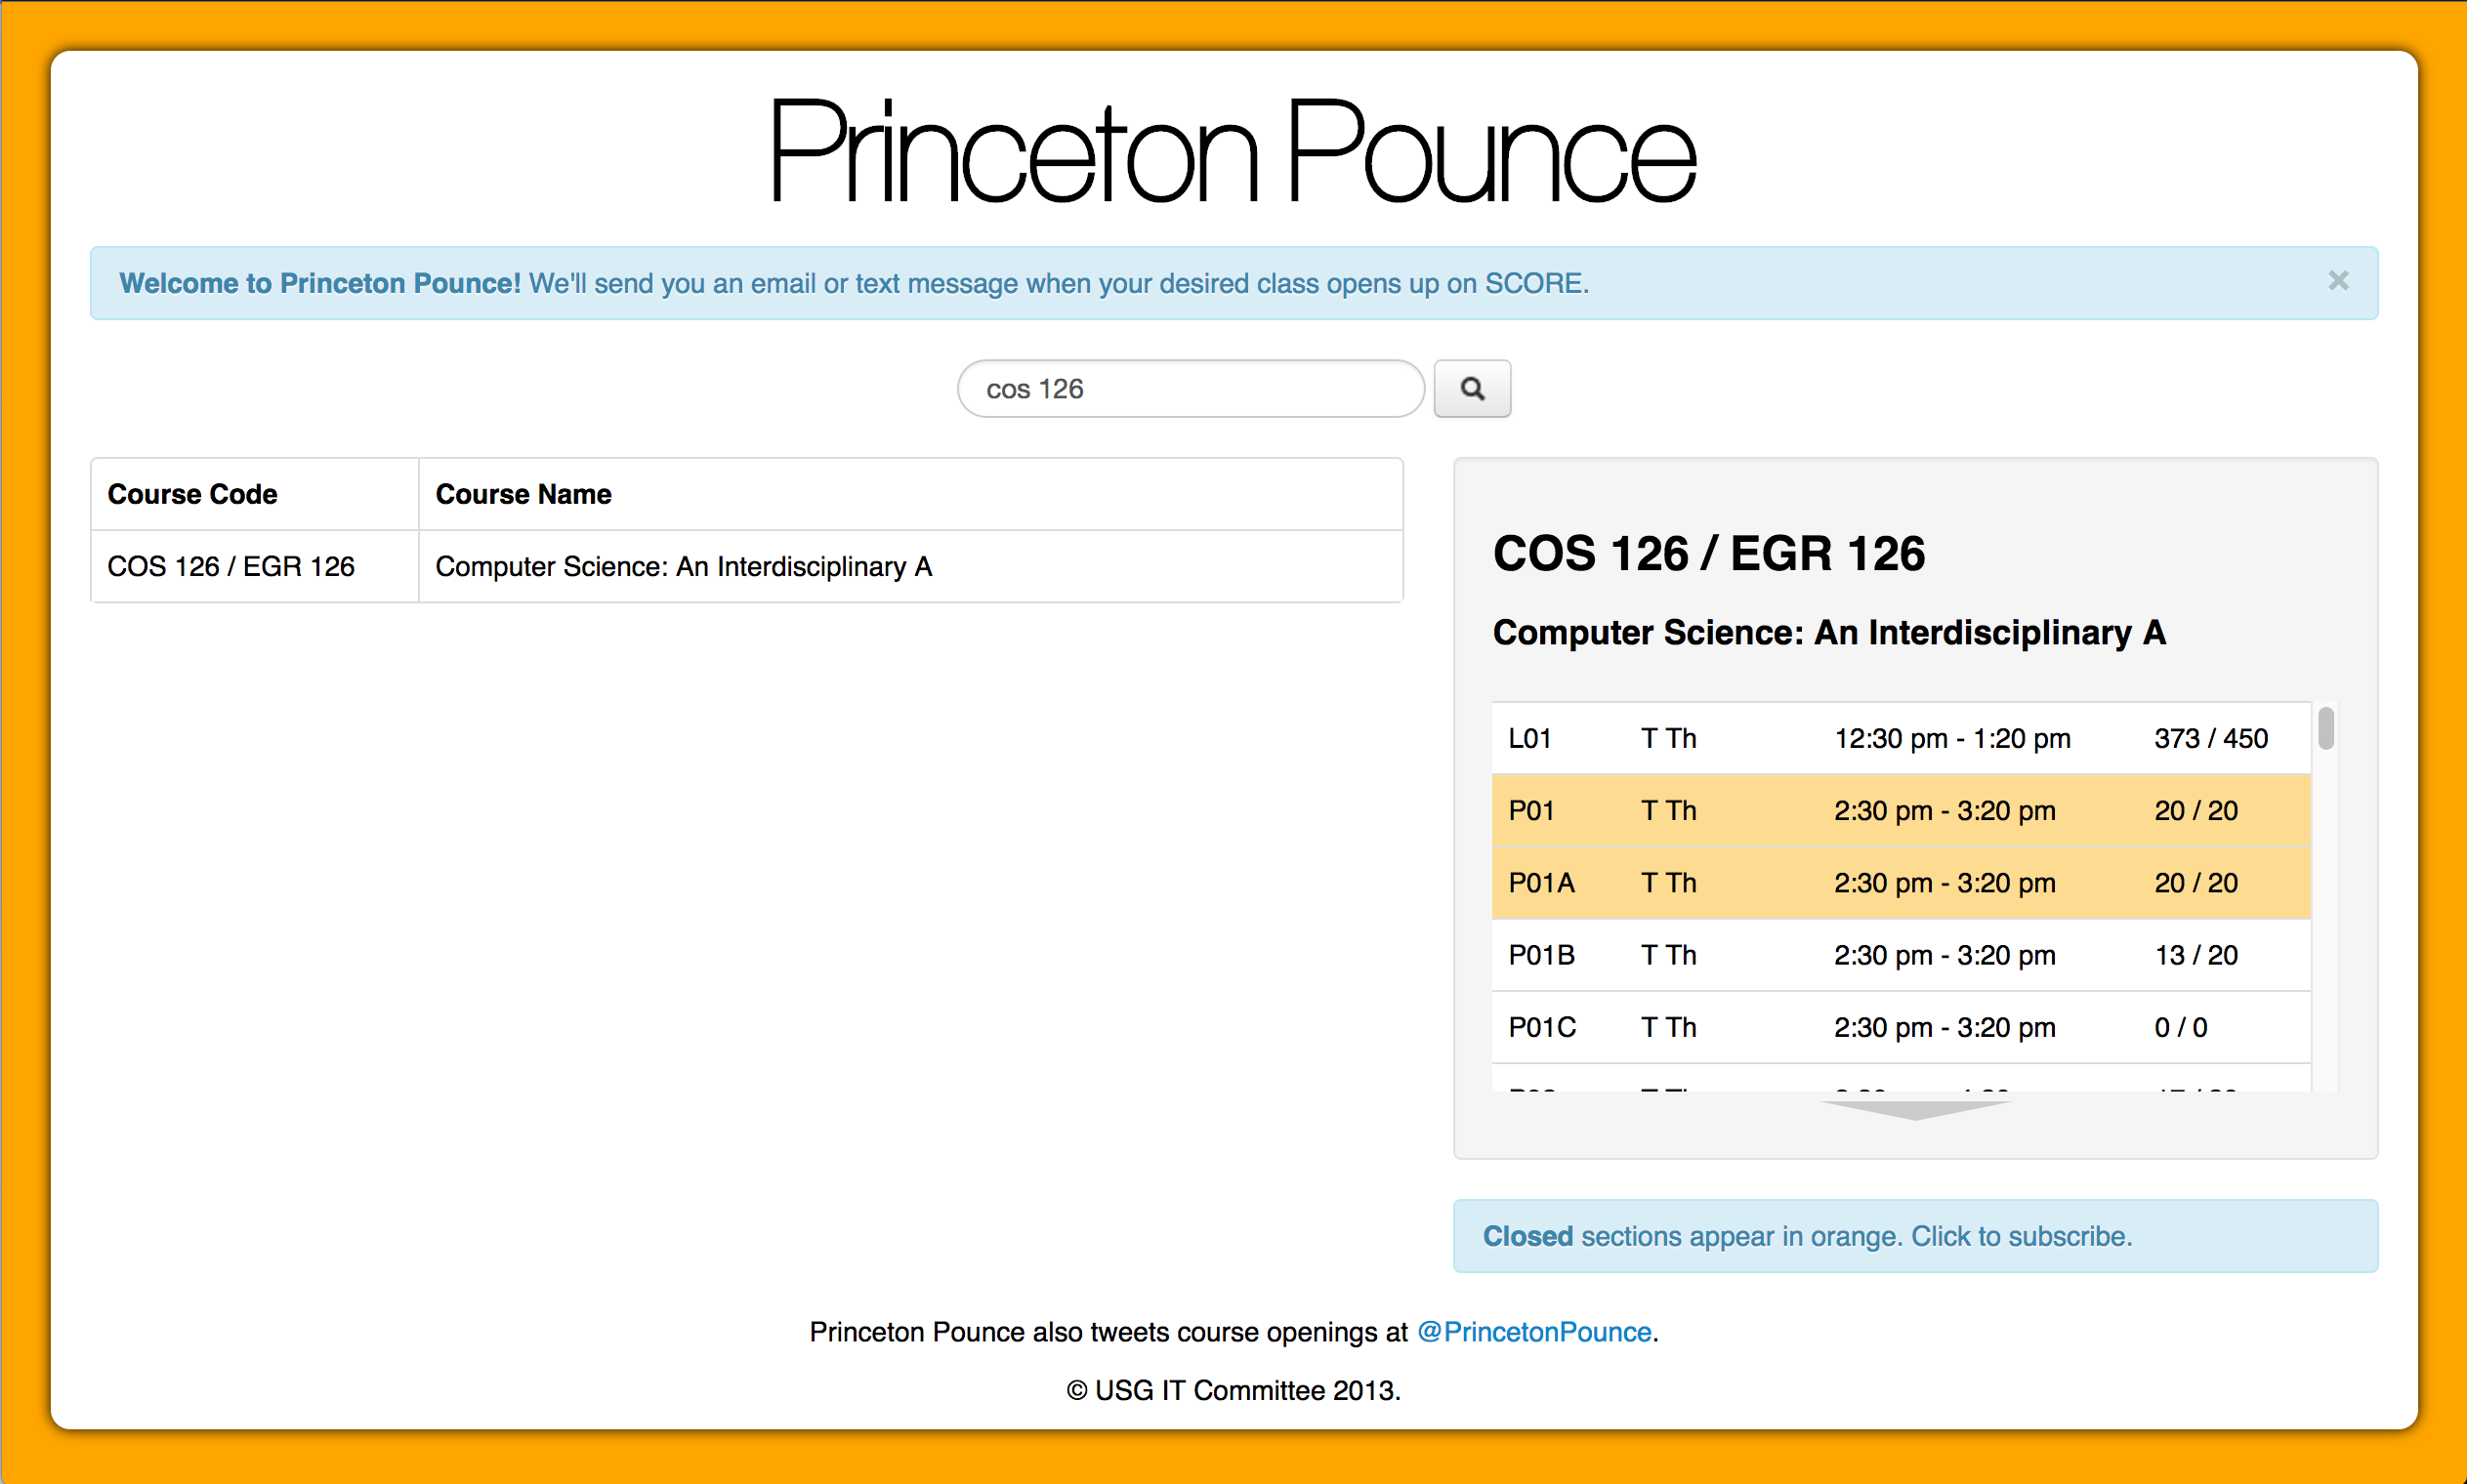 Princeton Pounce
Welcome to Princeton Pounce! We'll send you an email or text message when your desired class opens up on SCORE. ×
cos 126
Course Code Course Name
COS 126 / EGR 126 Computer Science: An Interdisciplinary A
COS 126 / EGR 126
Computer Science: An Interdisciplinary A
L01 T Th 12:30 pm - 1:20 pm 373 / 450
P01 T Th 2:30 pm - 3:20 pm 20 / 20
P01A T Th 2:30 pm - 3:20 pm 20 / 20
P01B T Th 2:30 pm - 3:20 pm 13 / 20
P01C T Th 2:30 pm - 3:20 pm 0 / 0
Closed sections appear in orange. Click to subscribe.
Princeton Pounce also tweets course openings at @PrincetonPounce.
© USG IT Committee 2013.